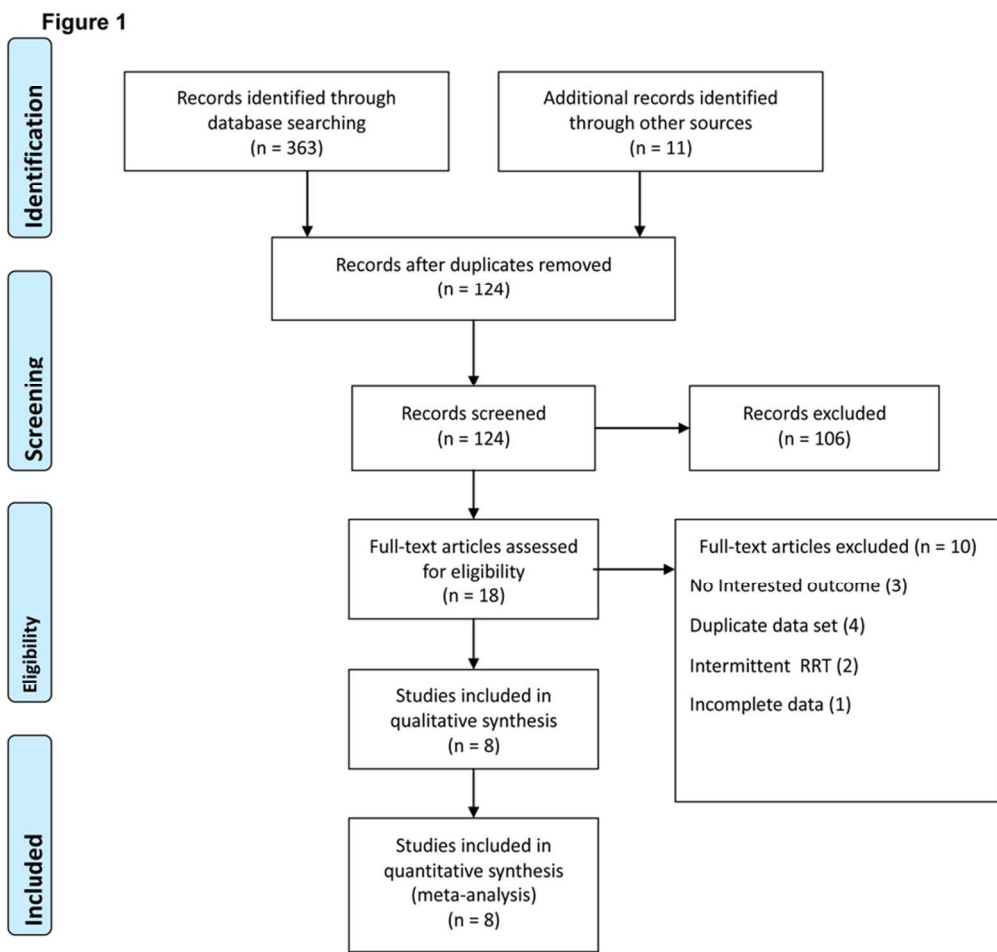 Figure 1
Identification
Records identified through
database searching
(n = 363)
Additional records identified
through other sources
(n = 11)
Records after duplicates removed
(n = 124)
Screening
Records screened
(n = 124)
Records excluded
(n = 106)
Eligibility
Full-text articles assessed
for eligibility
(n = 18)
Full-text articles excluded (n = 10)
No Interested outcome (3)
Duplicate data set (4)
Intermittent RRT (2)
Incomplete data (1)
Studies included in
qualitative synthesis
(n = 8)
Included
Studies included in
quantitative synthesis
(meta-analysis)
(n = 8)